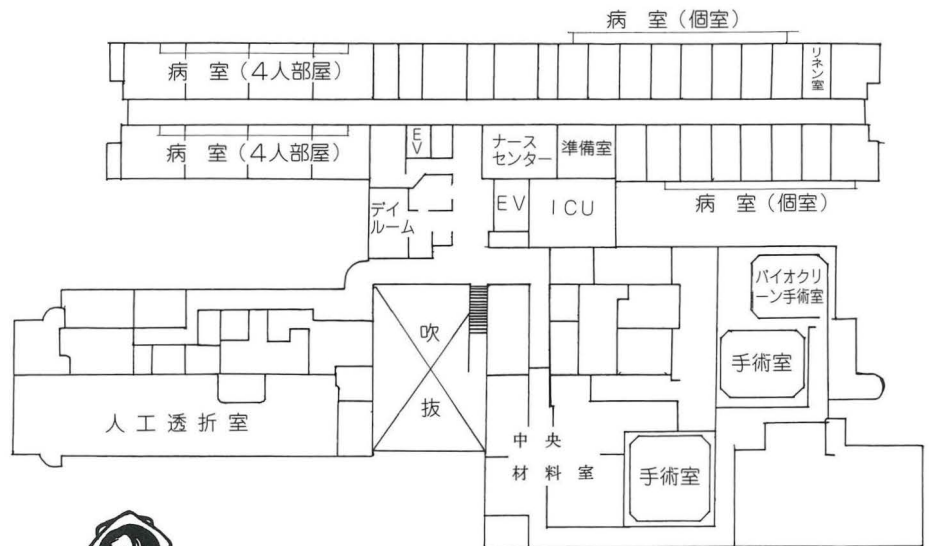 病 室（個室）
病 室（4人部屋）
リネン室
病 室（4人部屋）
EV
ナース
センター
準備室
病 室（個室）
デイ
ルーム
EV
ICU
バイオクリ
ーン手術室
吹
抜
手術室
人工透折室
中央
材料室
手術室